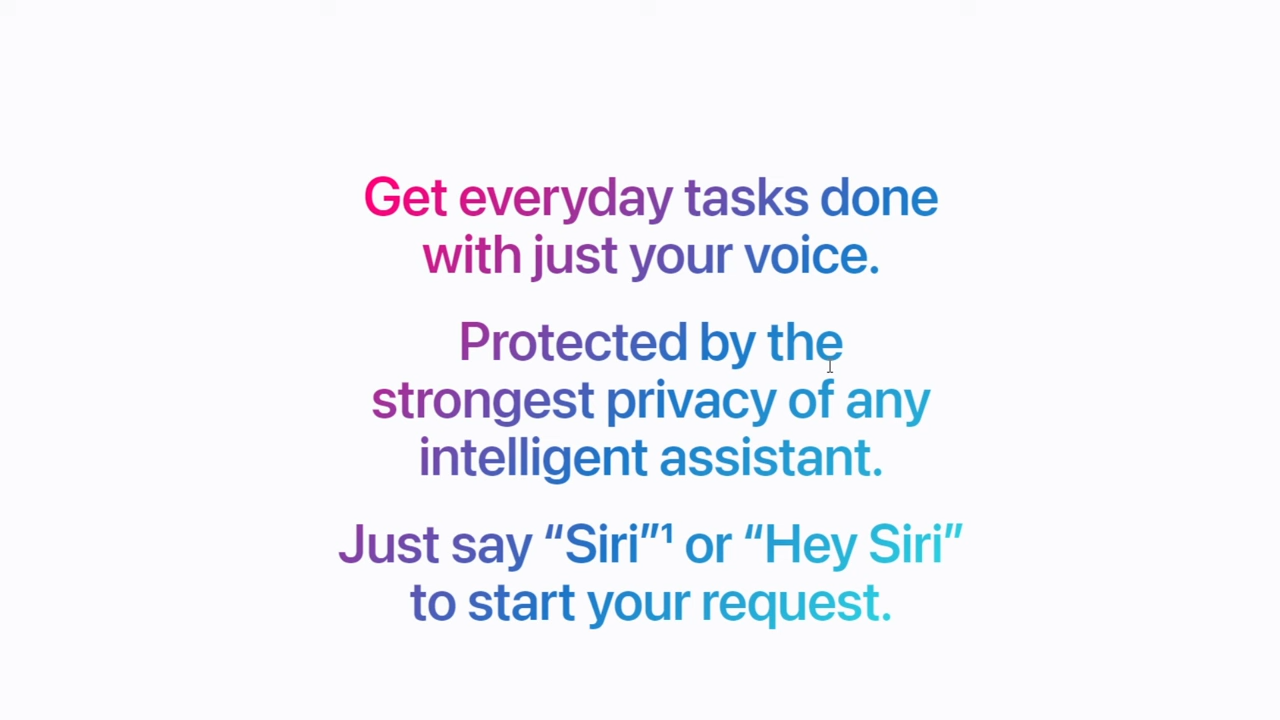 Get everyday tasks done
with just your voice.
Protected by the
strongest privacy of any
intelligent assistant.
Just say “Siri”¹ or “Hey Siri”
to start your request.